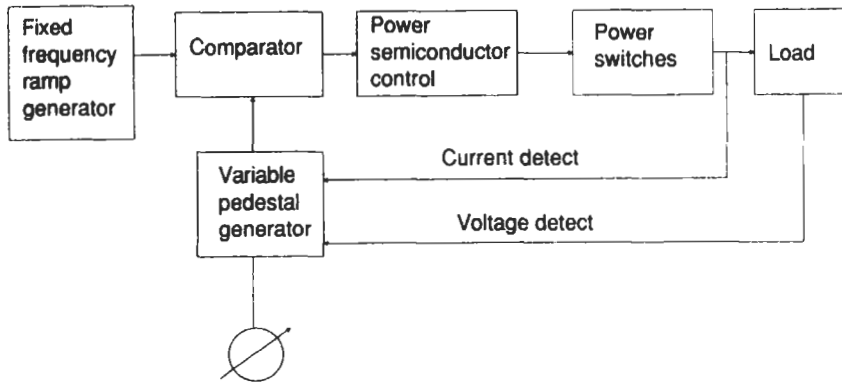 Fixed
frequency
ramp
generator
Comparator
Power
semiconductor
control
Power
switches
Load
Current detect
Variable
pedestal
generator
Voltage detect